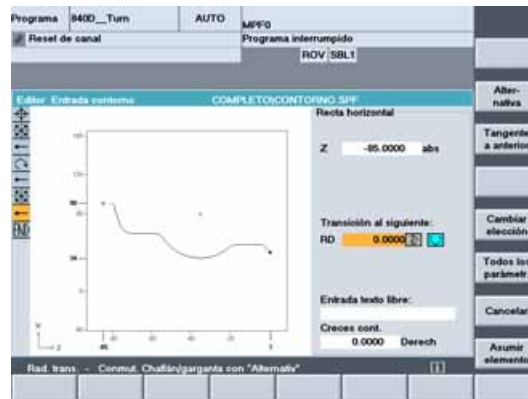 Programa 840D__Turn AUTO MPF0
Reset de canal Programa interrumpido
ROV SBL1
Editor Entrada contorno COMPLETO\CONTORNO.SPF
Recta horizontal
Z -85.0000 abs
Transición al siguiente:
RD 0.0000
Entrada texto libre:
Creces cont.
0.0000 Derech
END
Rad. trans. - Conmut. Chaflán/garganta con "Alternativ"
Alter-
nativa
Tangente
a anterior
Cambiar
elección
Todos los
parámetr.
Cancelar
Asumir
elemento